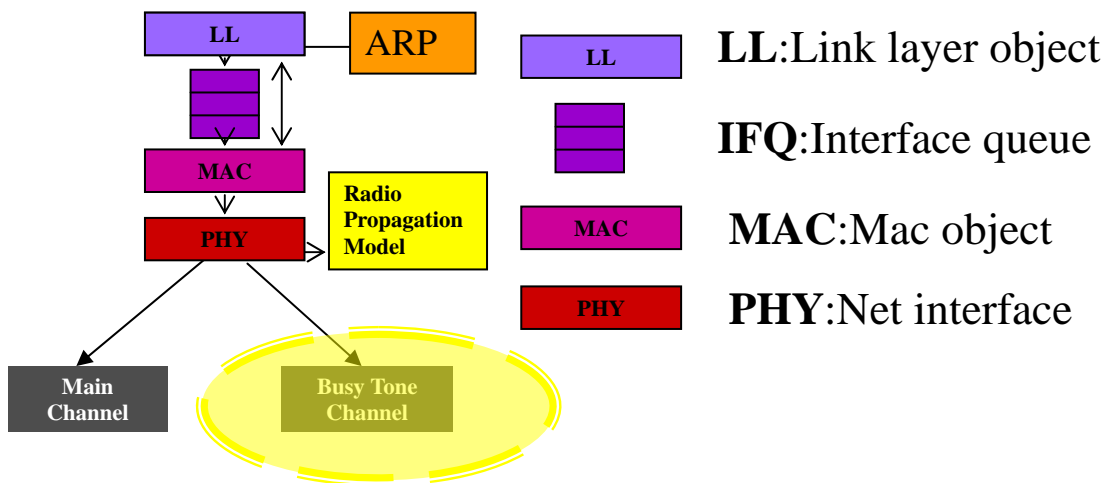 LL
ARP
MAC
Radio
Propagation
Model
PHY
Main
Channel
Busy Tone
Channel
LL
LL:Link layer object
IFQ:Interface queue
MAC
MAC:Mac object
PHY
PHY:Net interface